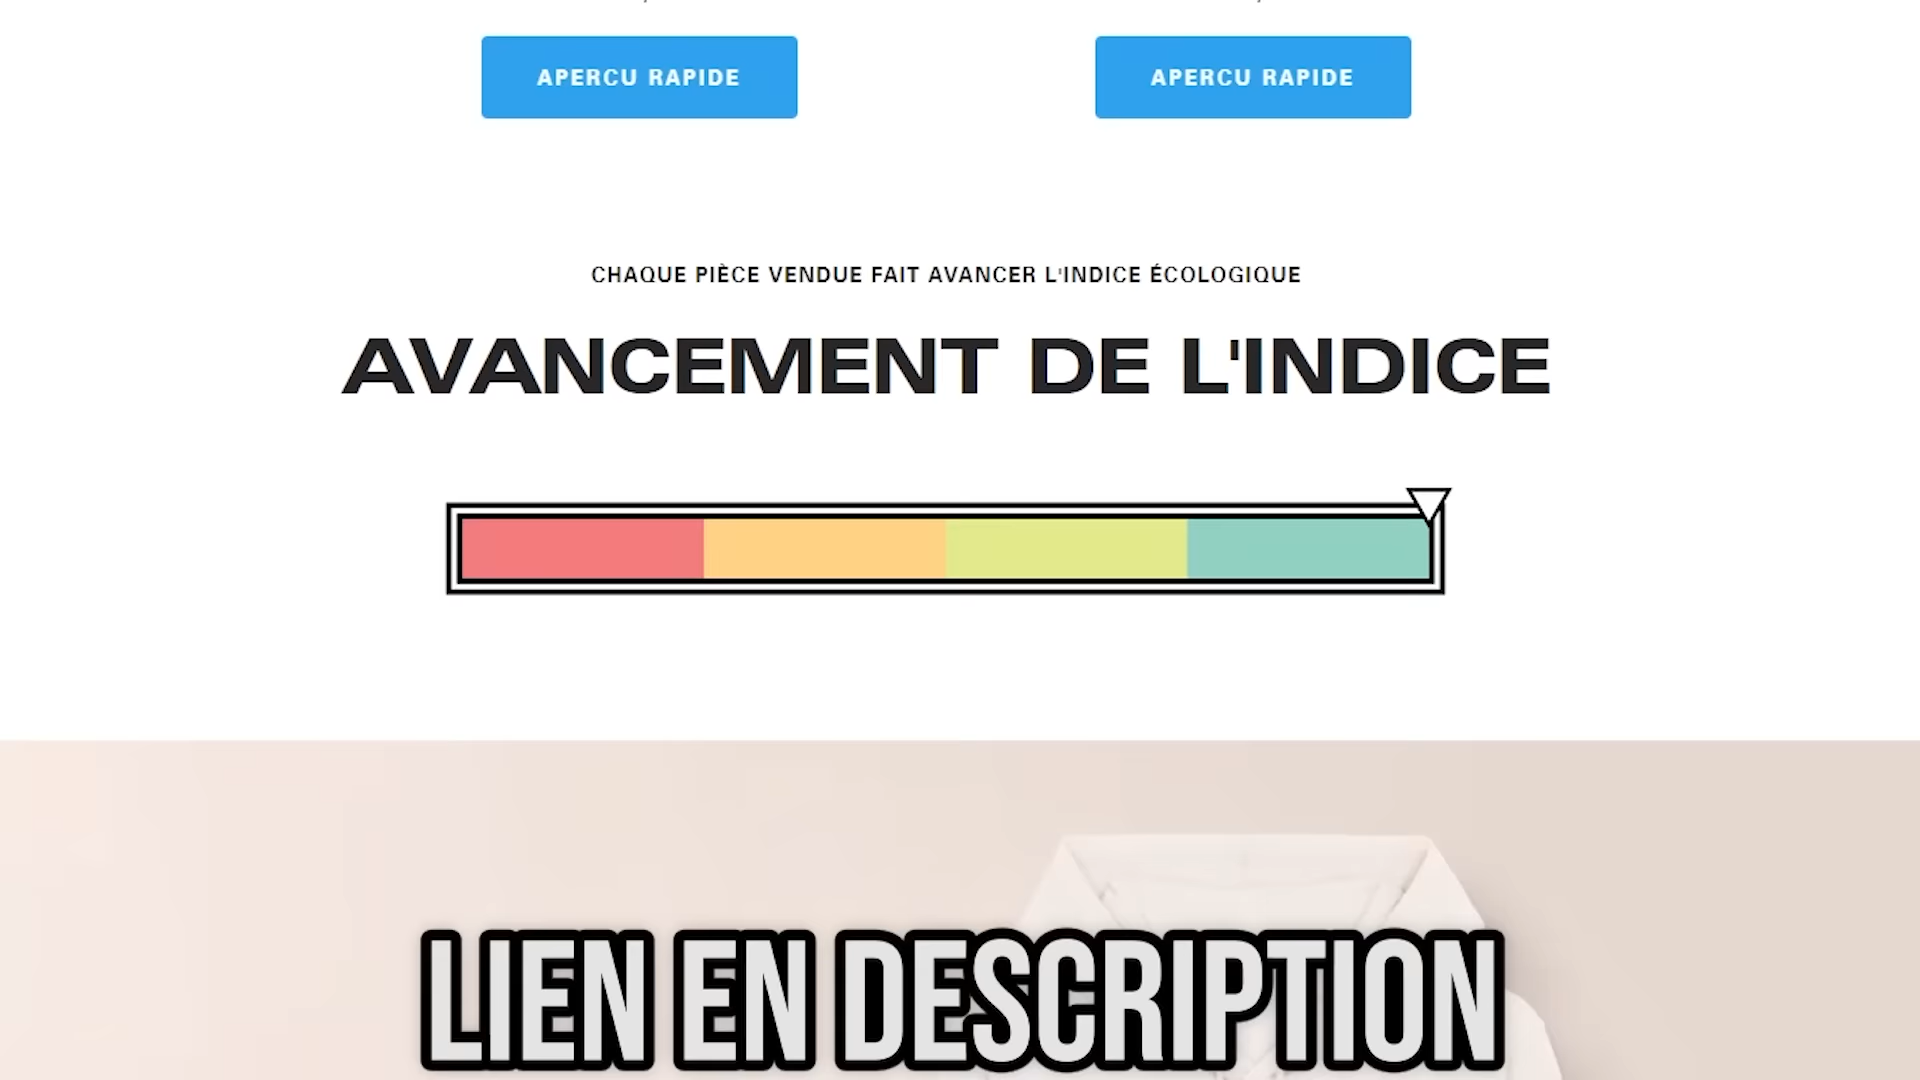 APERCU RAPIDE
APERCU RAPIDE
CHAQUE PIÈCE VENDUE FAIT AVANCER L'INDICE ÉCOLOGIQUE
AVANCEMENT DE L'INDICE
LIEN EN DESCRIPTION